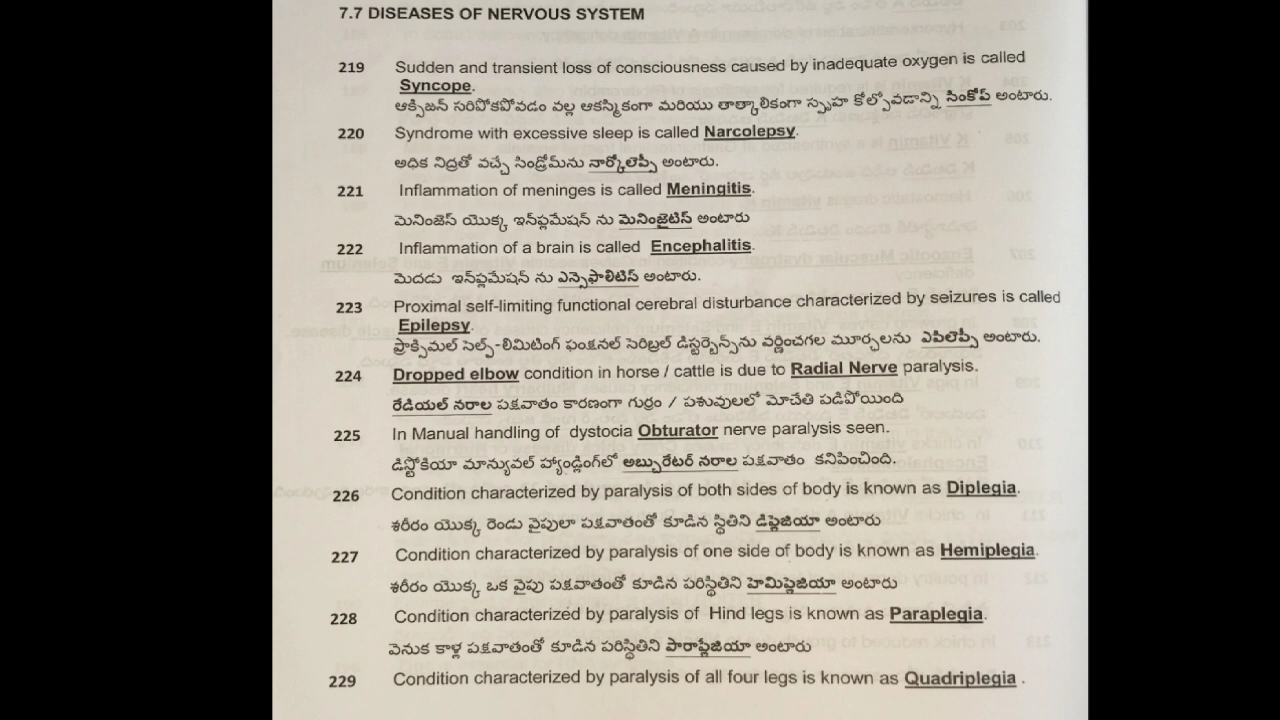 7.7 DISEASES OF NERVOUS SYSTEM
219 Sudden and transient loss of consciousness caused by inadequate oxygen is called
Syncope.
ఆక్సిజన్ సరిపోకపోవడం వల్ల ఆకస్మికంగా మరియు తాత్కాలికంగా స్పృహ కోల్పోవడాన్ని సింకోప్ అంటారు.
220 Syndrome with excessive sleep is called Narcolepsy.
అధిక నిద్రతో వచ్చే సిండ్రోమ్‌ను నార్కోలెప్సీ అంటారు.
221 Inflammation of meninges is called Meningitis.
మెనింజెస్ యొక్క ఇన్‌ఫ్లమేషన్ ను మెనింజైటిస్ అంటారు
222 Inflammation of a brain is called Encephalitis.
మెదడు ఇన్‌ఫ్లమేషన్ ను ఎన్సెఫాలిటిస్ అంటారు.
223 Proximal self-limiting functional cerebral disturbance characterized by seizures is called
Epilepsy.
ప్రాక్సిమల్ సెల్ఫ్-లిమిటింగ్ ఫంక్షనల్ సెరిబ్రల్ డిస్టర్బెన్స్‌ను వర్ణించగల మూర్ఛలను ఎపిలెప్సీ అంటారు.
224 Dropped elbow condition in horse / cattle is due to Radial Nerve paralysis.
రేడియల్ నరాల పక్షవాతం కారణంగా గుర్రం / పశువులలో మోచేతి పడిపోయింది
225 In Manual handling of dystocia Obturator nerve paralysis seen.
డిస్టోకియా మాన్యువల్ హ్యాండ్లింగ్‌లో అబ్చురేటర్ నరాల పక్షవాతం కనిపించింది.
226 Condition characterized by paralysis of both sides of body is known as Diplegia.
శరీరం యొక్క రెండు వైపులా పక్షవాతంతో కూడిన స్థితిని డిప్లెజియా అంటారు
227 Condition characterized by paralysis of one side of body is known as Hemiplegia.
శరీరం యొక్క ఒక వైపు పక్షవాతంతో కూడిన పరిస్థితిని హెమిప్లెజియా అంటారు
228 Condition characterized by paralysis of Hind legs is known as Paraplegia.
వెనుక కాళ్ల పక్షవాతంతో కూడిన పరిస్థితిని పారాప్లేజియా అంటారు
229 Condition characterized by paralysis of all four legs is known as Quadriplegia .